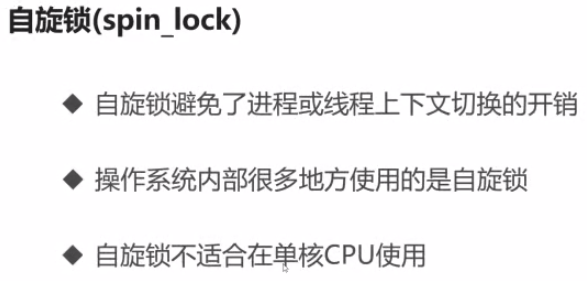 自旋锁(spin_lock)
◆ 自旋锁避免了进程或线程上下文切换的开销
◆ 操作系统内部很多地方使用的是自旋锁
◆ 自旋锁不适合在单核CPU使用